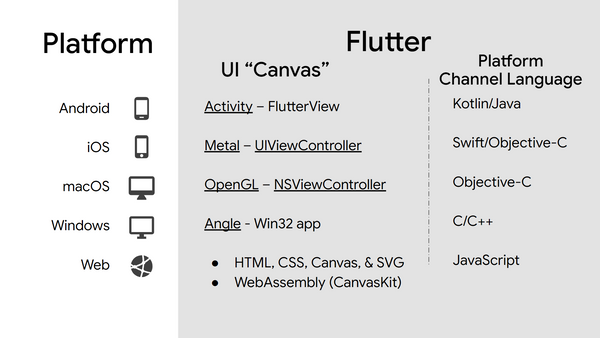 Platform
Flutter
UI “Canvas”
Platform
Channel Language
Android
Activity – FlutterView
Kotlin/Java
iOS
Metal – UIViewController
Swift/Objective-C
macOS
OpenGL – NSViewController
Objective-C
Windows
Angle - Win32 app
C/C++
Web
● HTML, CSS, Canvas, & SVG
JavaScript
● WebAssembly (CanvasKit)